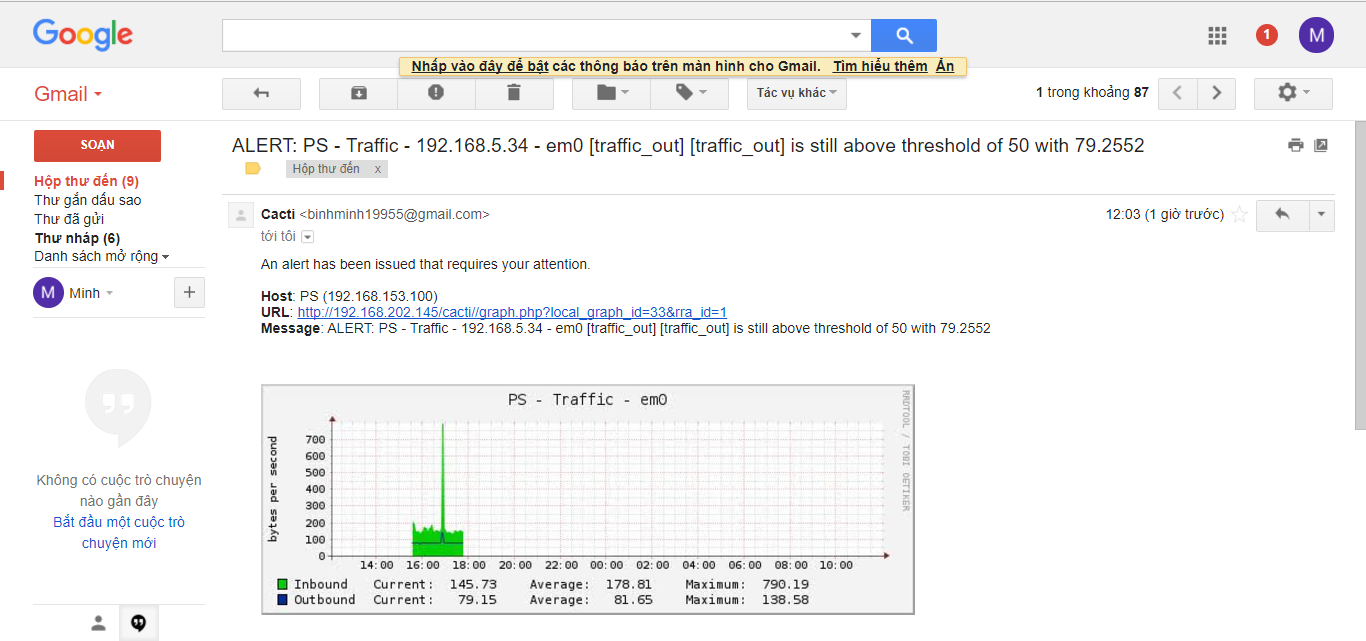 Google
1
M
Nhấp vào đây để bật các thông báo trên màn hình cho Gmail. Tìm hiểu thêm Ẩn
Gmail
Tác vụ khác
1 trong khoảng 87
SOẠN
Hộp thư đến (9)
Thư gắn dấu sao
Thư đã gửi
Thư nháp (6)
Danh sách mở rộng
M Minh
+
Không có cuộc trò chuyện
nào gần đây
Bắt đầu một cuộc trò
chuyện mới
ALERT: PS - Traffic - 192.168.5.34 - em0 [traffic_out] [traffic_out] is still above threshold of 50 with 79.2552
Hộp thư đến x
Cacti <binhminh19955@gmail.com>
12:03 (1 giờ trước)
tới tôi
An alert has been issued that requires your attention.
Host: PS (192.168.153.100)
URL: http://192.168.202.145/cacti//graph.php?local_graph_id=33&rra_id=1
Message: ALERT: PS - Traffic - 192.168.5.34 - em0 [traffic_out] [traffic_out] is still above threshold of 50 with 79.2552
PS - Traffic - em0
RRDTOOL / TOBI OETIKER
bytes per second
700
600
500
400
300
200
100
0
14:00 16:00 18:00 20:00 22:00 00:00 02:00 04:00 06:00 08:00 10:00
Inbound Current: 145.73 Average: 178.81 Maximum: 790.19
Outbound Current: 79.15 Average: 81.65 Maximum: 138.58